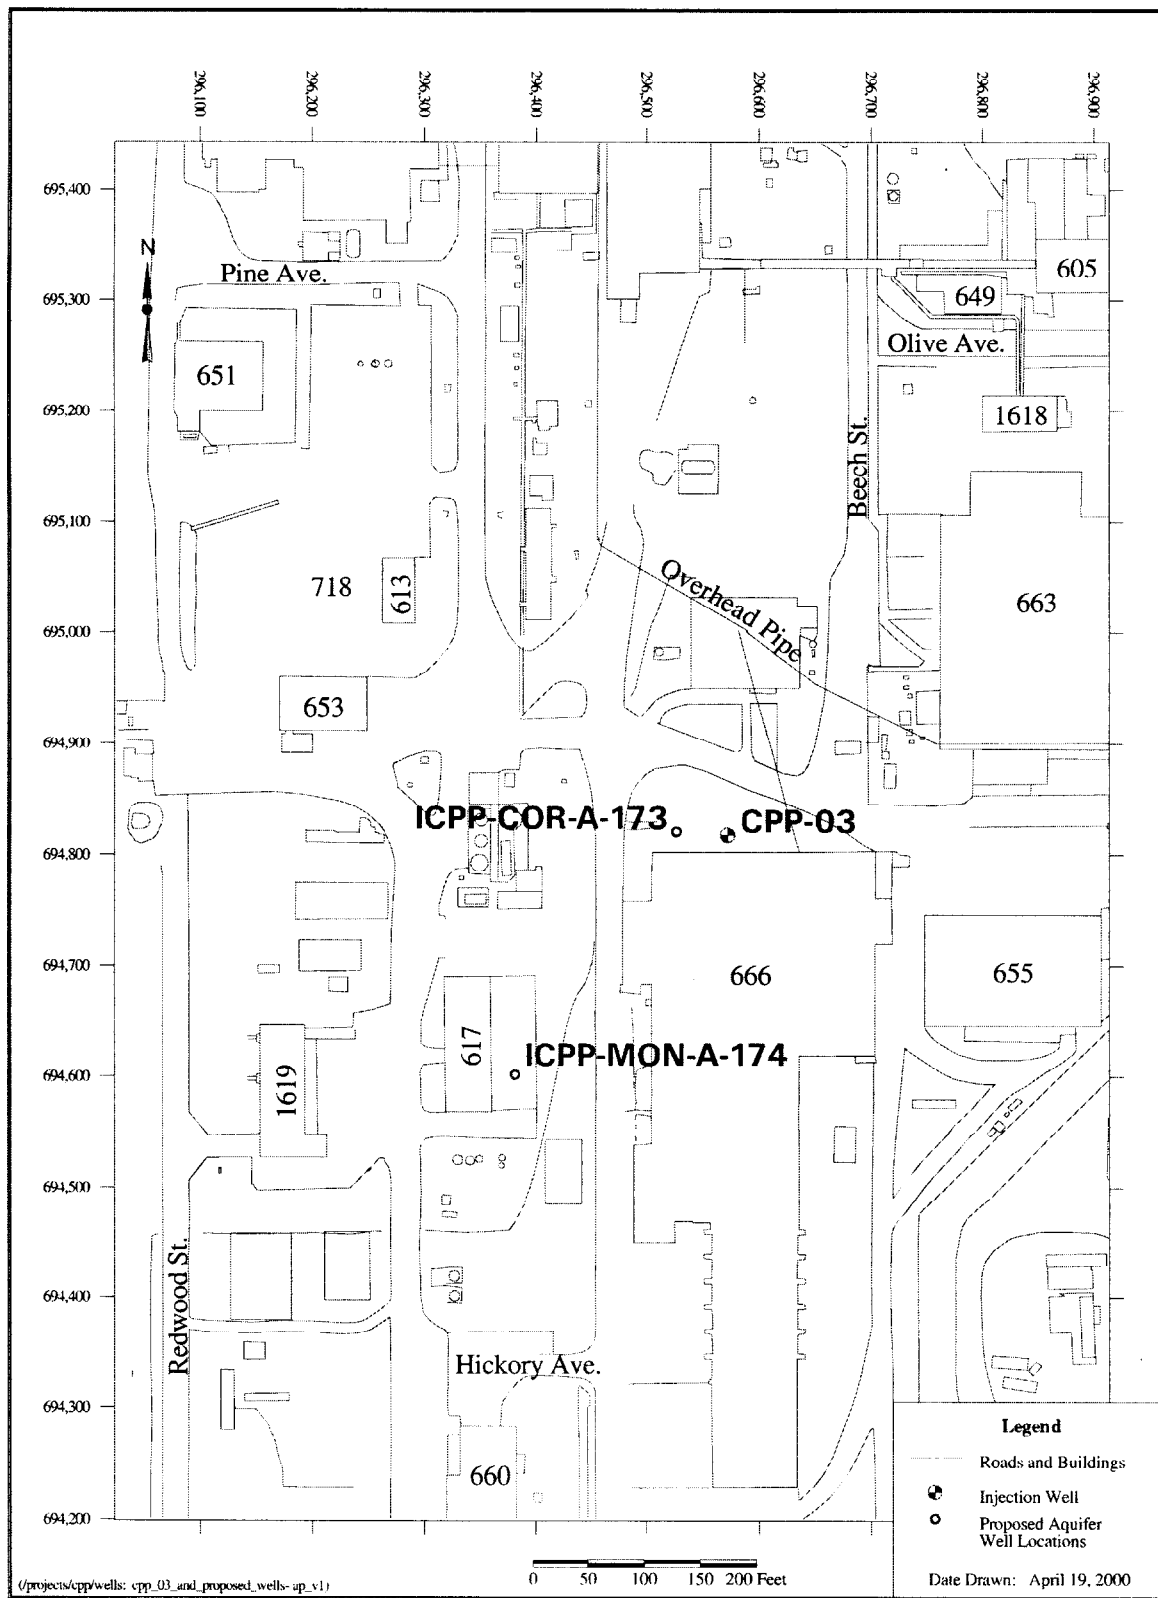 296,100
296,200
296,300
296,400
296,500
296,600
296,700
296,800
296,900
695,400
N
Pine Ave.
605
695,300
649
Olive Ave.
651
695,200
1618
Beech St.
695,100
Overhead Pipe
718
613
663
695,000
653
694,900
ICPP-COR-A-173
CPP-03
694,800
694,700
666
655
617
ICPP-MON-A-174
694,600
1619
694,500
Redwood St.
694,400
Hickory Ave.
694,300
660
694,200
Legend
Roads and Buildings
Injection Well
Proposed Aquifer
Well Locations
Date Drawn: April 19, 2000
0 50 100 150 200 Feet
(/projects/cpp/wells: cpp_03_and_proposed_wells-ap_v1)